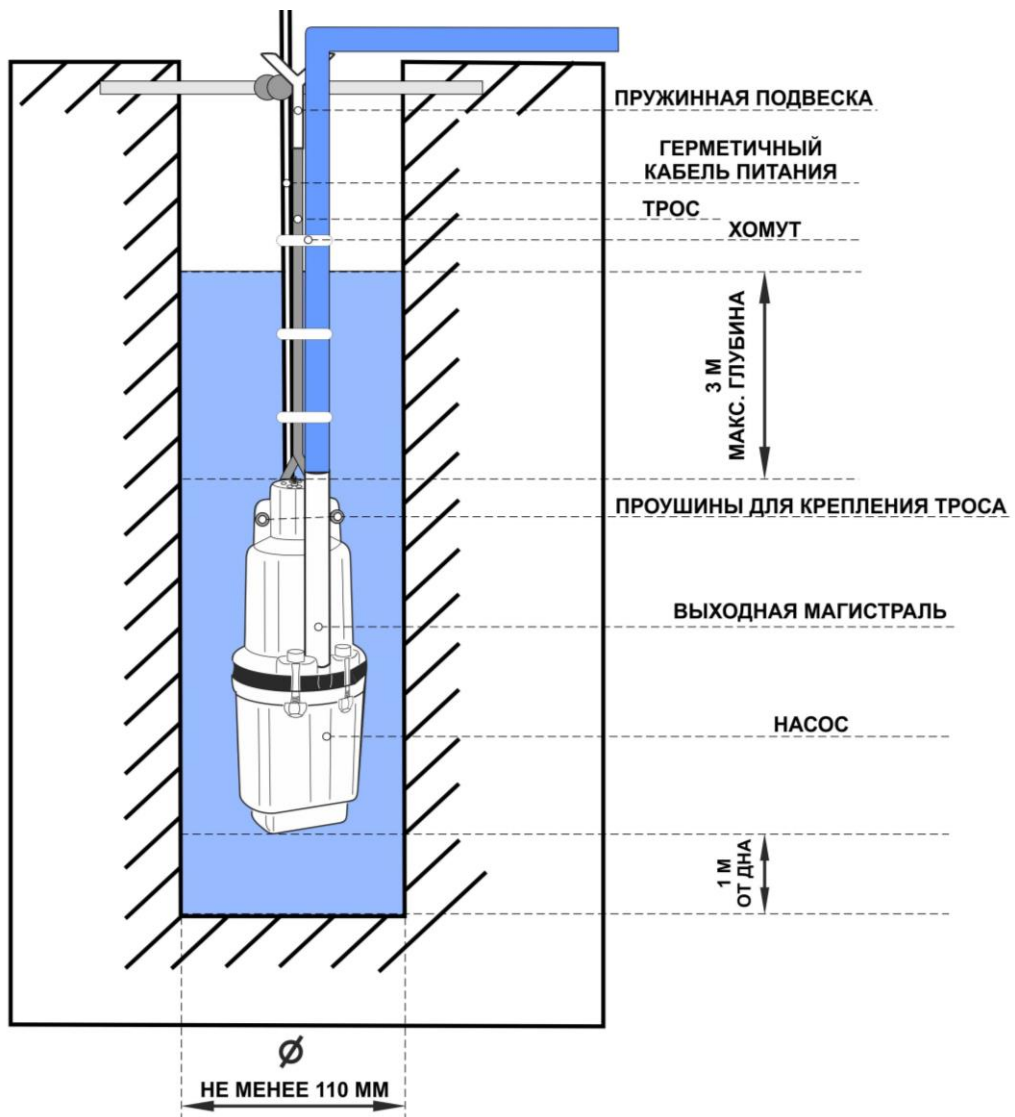 ПРУЖИННАЯ ПОДВЕСКА
ГЕРМЕТИЧНЫЙ
КАБЕЛЬ ПИТАНИЯ
ТРОС
ХОМУТ
3 М
МАКС. ГЛУБИНА
ПРОУШИНЫ ДЛЯ КРЕПЛЕНИЯ ТРОСА
ВЫХОДНАЯ МАГИСТРАЛЬ
НАСОС
1 М
ОТ ДНА
Ø
НЕ МЕНЕЕ 110 ММ